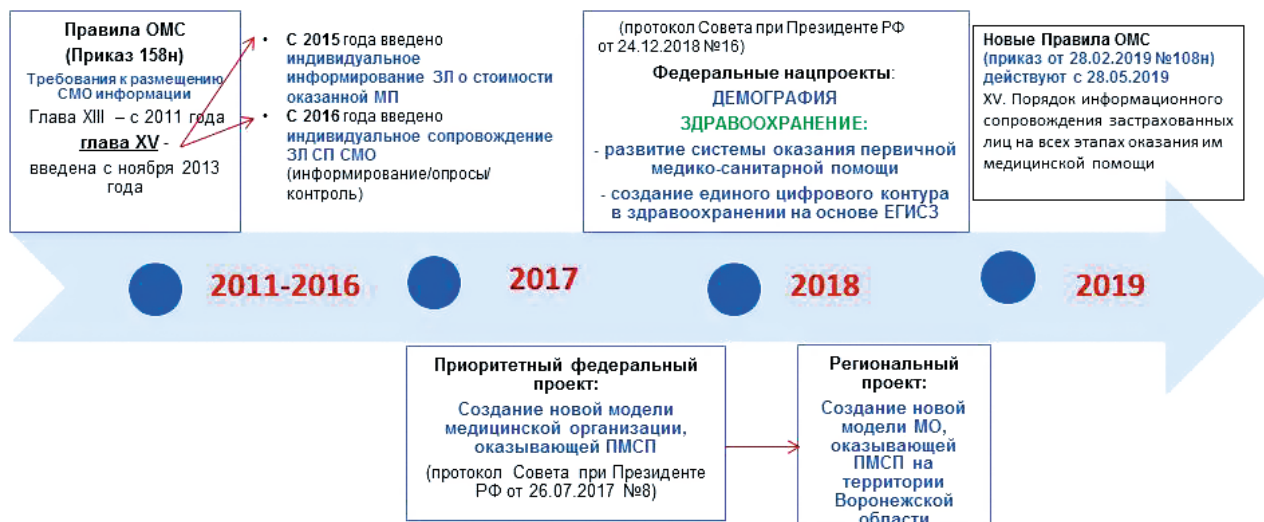 Правила ОМС
(Приказ 158н)
Требования к размещению
СМО информации
Глава XIII – с 2011 года
глава XV -
введена с ноября 2013
года
• С 2015 года введено
индивидуальное
информирование ЗЛ о стоимости
оказанной МП
• С 2016 года введено
индивидуальное сопровождение
ЗЛ СП СМО
(информирование/опросы/
контроль)
(протокол Совета при Президенте РФ
от 24.12.2018 №16)
Федеральные нацпроекты:
ДЕМОГРАФИЯ
ЗДРАВООХРАНЕНИЕ:
- развитие системы оказания первичной
медико-санитарной помощи
- создание единого цифрового контура
в здравоохранении на основе ЕГИСЗ
Новые Правила ОМС
(приказ от 28.02.2019 №108н)
действуют с 28.05.2019
XV. Порядок информационного
сопровождения застрахованных
лиц на всех этапах оказания им
медицинской помощи
2011-2016
2017
2018
2019
Приоритетный федеральный
проект:
Создание новой модели
медицинской организации,
оказывающей ПМСП
(протокол Совета при Президенте
РФ от 26.07.2017 №8)
Региональный
проект:
Создание новой
модели МО,
оказывающей
ПМСП на
территории
Воронежской
области